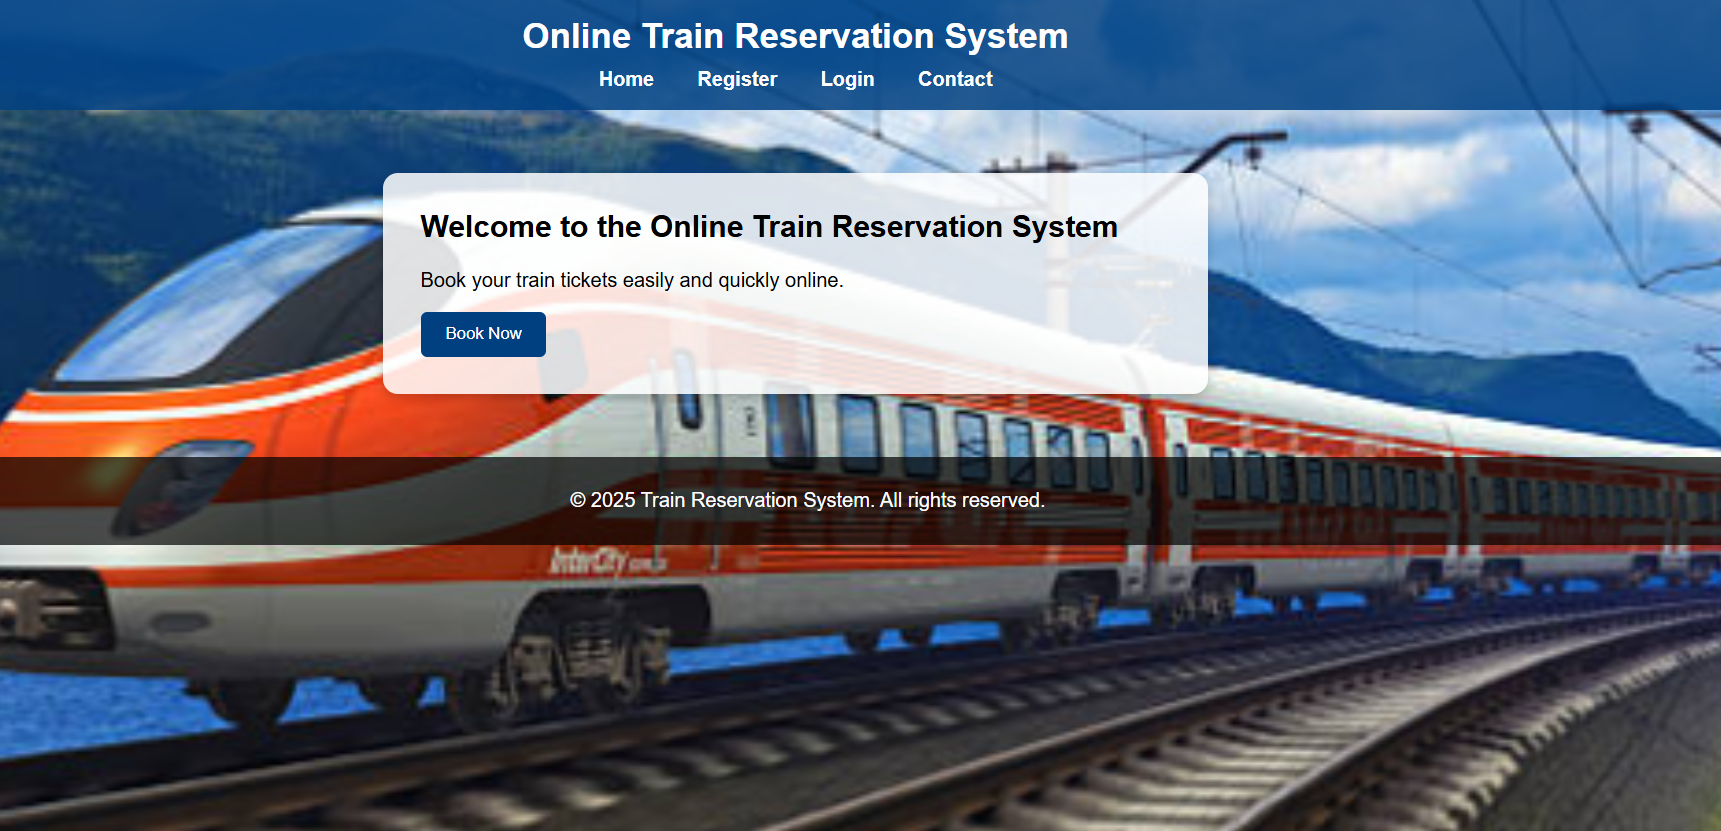 Online Train Reservation System
Home Register Login Contact
Welcome to the Online Train Reservation System
Book your train tickets easily and quickly online.
Book Now
© 2025 Train Reservation System. All rights reserved.
InterCity